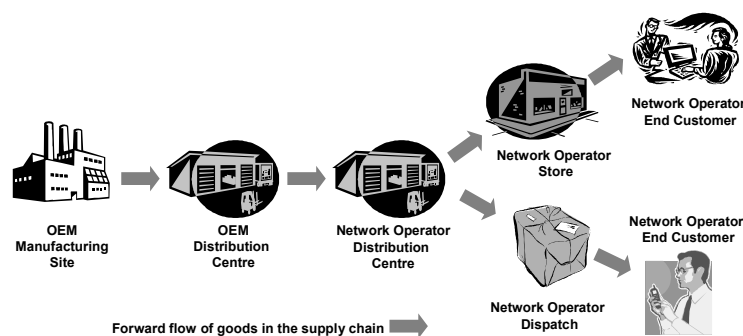 OEM
Manufacturing
Site
OEM
Distribution
Centre
Network Operator
Distribution
Centre
Network Operator
Store
Network Operator
End Customer
Network Operator
Dispatch
Network Operator
End Customer
Forward flow of goods in the supply chain